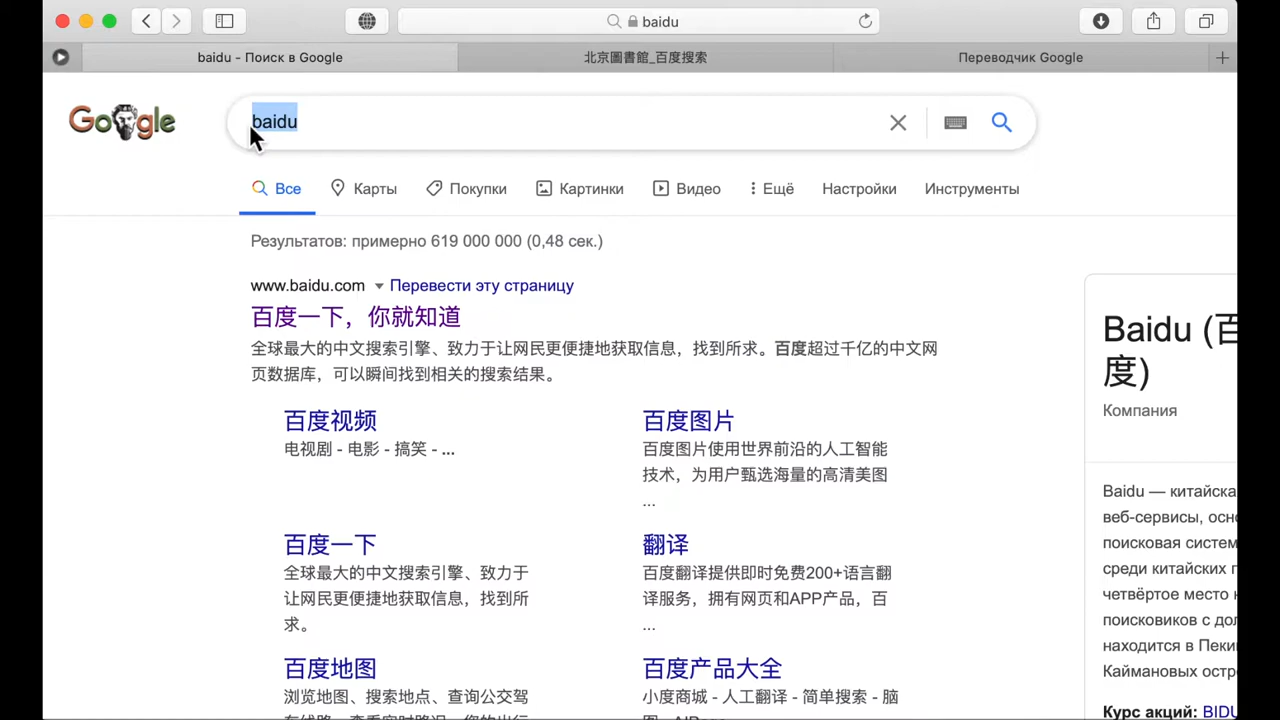 baidu
baidu - Поиск в Google
北京圖書館_百度搜索
Переводчик Google
Google
baidu
Все
Карты
Покупки
Картинки
Видео
Ещё
Настройки
Инструменты
Результатов: примерно 619 000 000 (0,48 сек.)
www.baidu.com
Перевести эту страницу
百度一下，你就知道
全球最大的中文搜索引擎、致力于让网民更便捷地获取信息，找到所求。百度超过千亿的中文网
页数据库，可以瞬间找到相关的搜索结果。
百度视频
电视剧 - 电影 - 搞笑 - ...
百度图片
百度图片使用世界前沿的人工智能
技术，为用户甄选海量的高清美图
...
百度一下
全球最大的中文搜索引擎、致力于
让网民更便捷地获取信息，找到所
求。
翻译
百度翻译提供即时免费200+语言翻
译服务，拥有网页和APP产品，百
...
百度地图
浏览地图、搜索地点、查询公交驾
百度产品大全
小度商城 - 人工翻译 - 简单搜索 - 脑
Baidu (百
度)
Компания
Baidu — китайска
веб-сервисы, осно
поисковая систем
среди китайских
четвёртое место
поисковиков с дол
находится в Пеки
Каймановых остр
Курс акций: BIDU